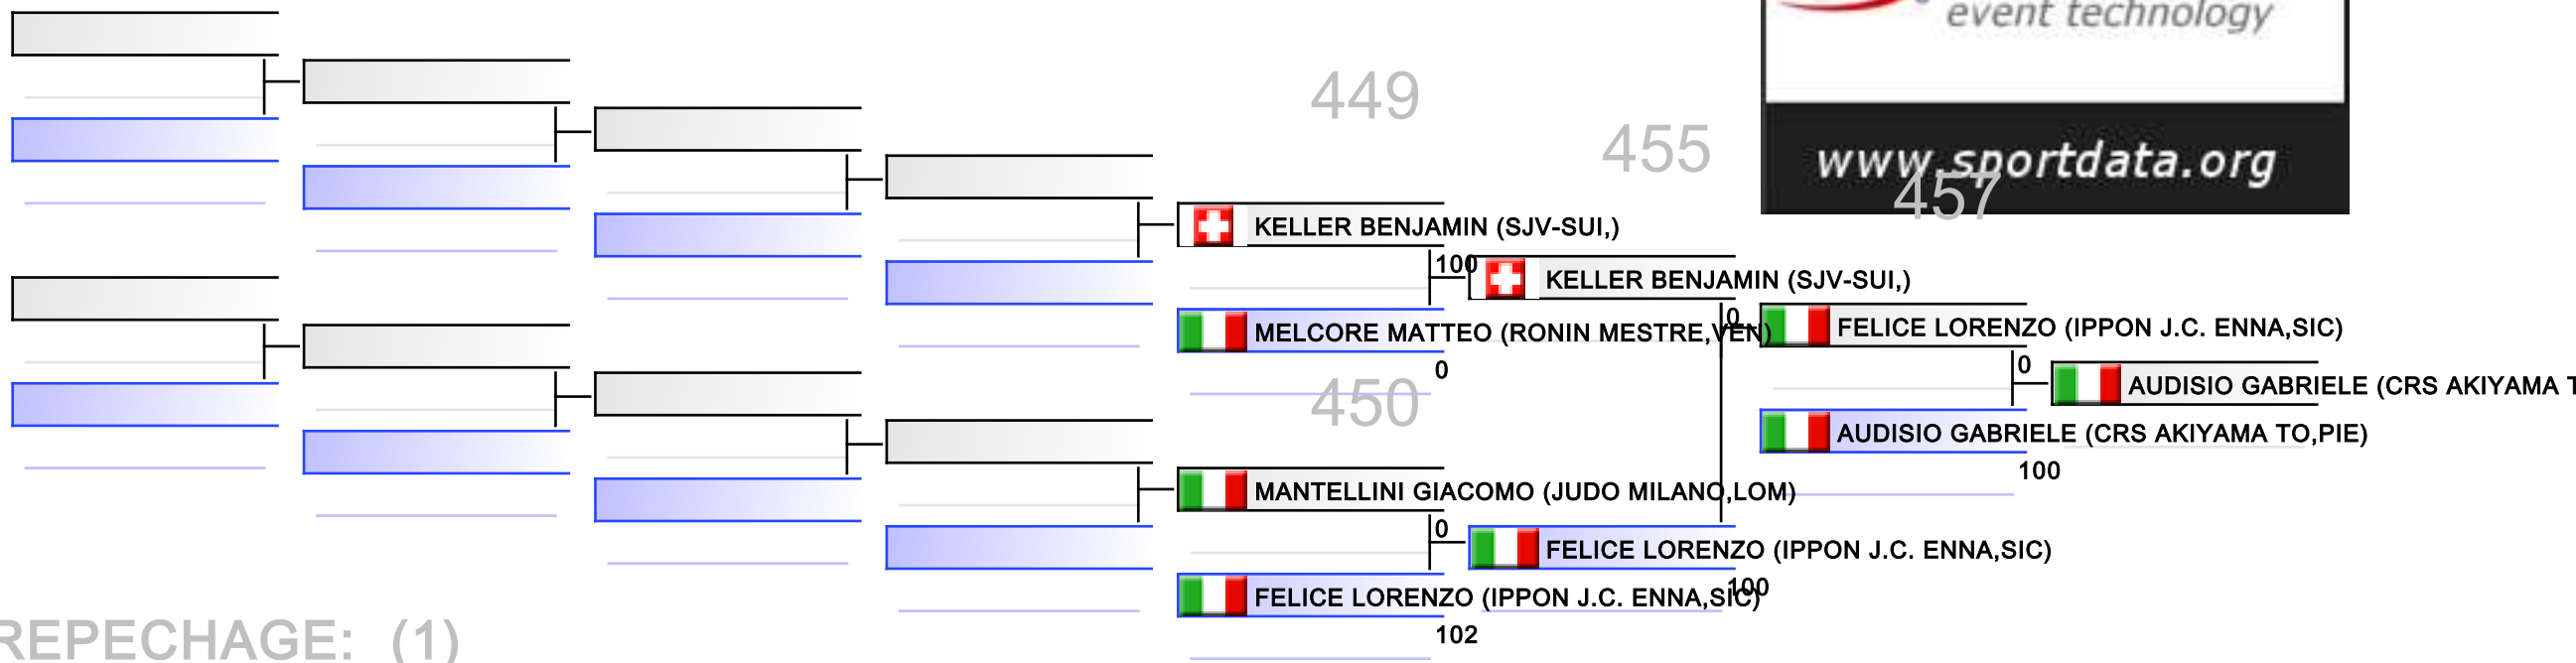 event technology
449
455
www.sportdata.org
457
KELLER BENJAMIN (SJV-SUI,)
100
KELLER BENJAMIN (SJV-SUI,)
MELCORE MATTEO (RONIN MESTRE,VEN)
0
0
FELICE LORENZO (IPPON J.C. ENNA,SIC)
0
AUDISIO GABRIELE (CRS AKIYAMA T
450
AUDISIO GABRIELE (CRS AKIYAMA TO,PIE)
100
MANTELLINI GIACOMO (JUDO MILANO,LOM)
0
FELICE LORENZO (IPPON J.C. ENNA,SIC)
100
FELICE LORENZO (IPPON J.C. ENNA,SIC)
102
REPECHAGE: (1)